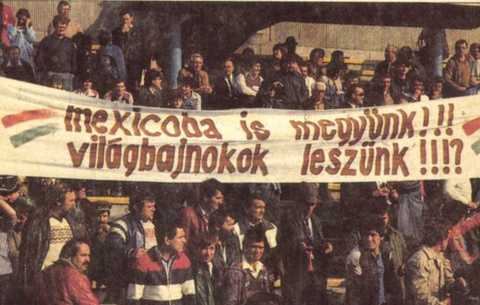 mexicoba is megyünk!!!
világbajnokok leszünk!!!?